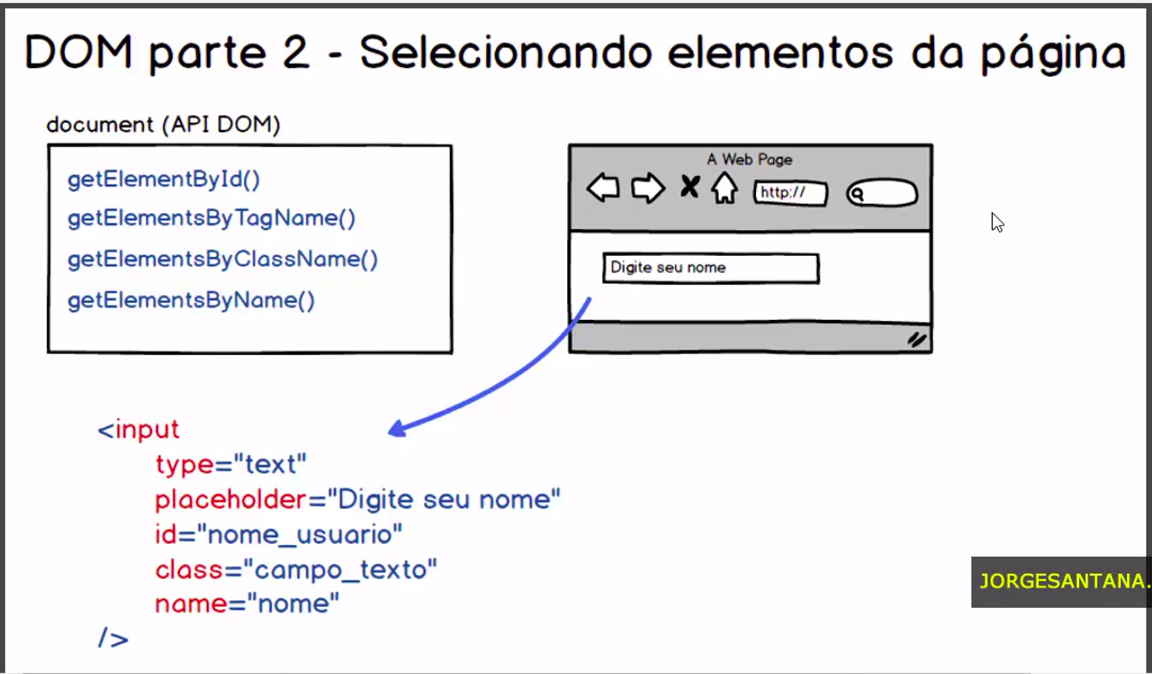 DOM parte 2 - Selecionando elementos da página
document (API DOM)
getElementById()
getElementsByTagName()
getElementsByClassName()
getElementsByName()
A Web Page
http://
Digite seu nome
<input
type="text"
placeholder="Digite seu nome"
id="nome_usuario"
class="campo_texto"
name="nome"
/>
JORGESANTANA.